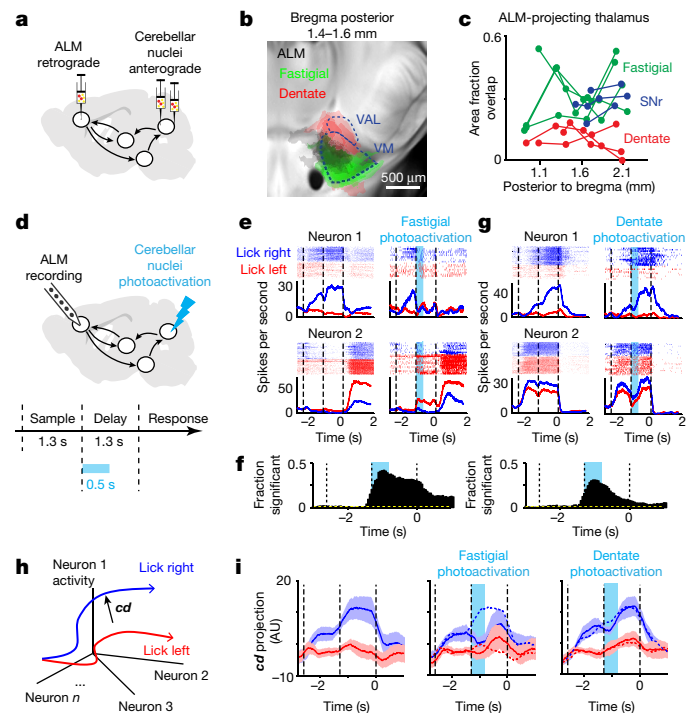 a
ALM
retrograde
Cerebellar
nuclei
anterograde
b
Bregma posterior
1.4–1.6 mm
ALM
Fastigial
Dentate
VAL
VM
500 μm
c
ALM-projecting thalamus
Area fraction
overlap
0.6
0
Fastigial
SNr
Dentate
1.1 1.6 2.1
Posterior to bregma (mm)
d
ALM
recording
Cerebellar
nuclei
photoactivation
Sample Delay Response
1.3 s 1.3 s
0.5 s
e
Neuron 1
Fastigial
photoactivation
Lick right
Lick left
Spikes per second
30
0
Neuron 2
50
0
−2 0 2 −2 0 2
Time (s) Time (s)
g
Neuron 1
Dentate
photoactivation
40
0
Neuron 2
50
0
−2 0 2 −2 0 2
Time (s) Time (s)
f
Fraction
significant
0.5
0
−2 0
Time (s)
Fraction
significant
0.5
0
−2 0
Time (s)
h
Neuron 1
activity
Lick right
cd
Lick left
Neuron 2
Neuron 3
...
Neuron n
i
cd projection
(AU)
20
−10
Fastigial
photoactivation
Dentate
photoactivation
−2 0 −2 0 −2 0
Time (s) Time (s) Time (s)